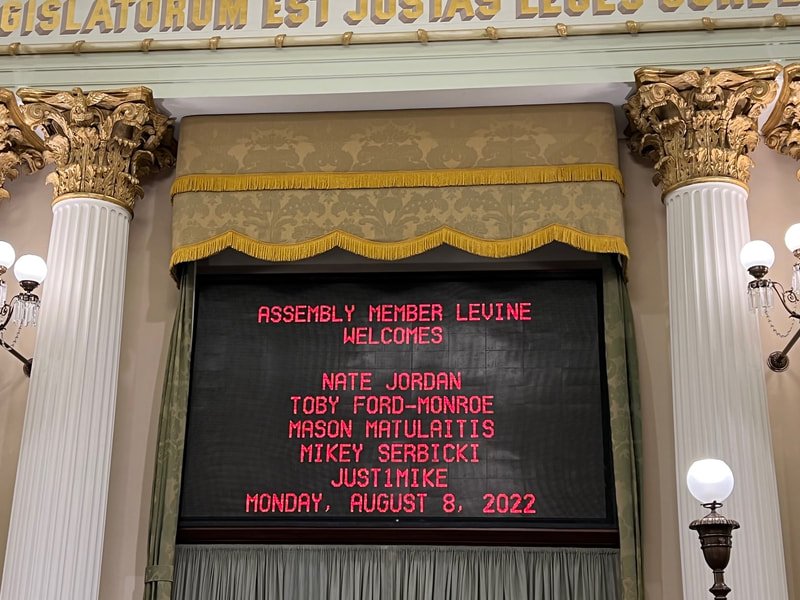 EST JUSTAS LEGES
ASSEMBLY MEMBER LEVINE
WELCOMES
NATE JORDAN
TOBY FORD-MONROE
MASON MATULAITIS
MIKEY SERBICKI
JUST1MIKE
MONDAY, AUGUST 8, 2022